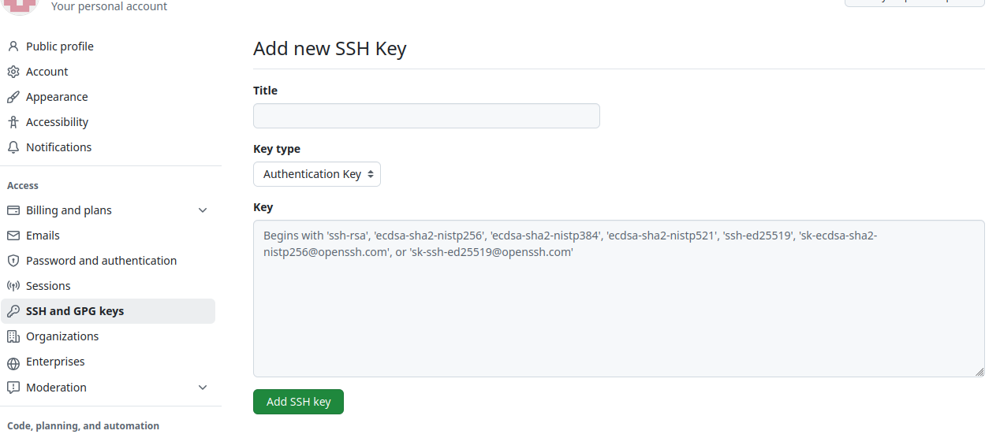 Your personal account
Public profile
Account
Appearance
Accessibility
Notifications
Access
Billing and plans
Emails
Password and authentication
Sessions
SSH and GPG keys
Organizations
Enterprises
Moderation
Code, planning, and automation
Add new SSH Key
Title
Key type
Authentication Key
Key
Begins with 'ssh-rsa', 'ecdsa-sha2-nistp256', 'ecdsa-sha2-nistp384', 'ecdsa-sha2-nistp521', 'ssh-ed25519', 'sk-ecdsa-sha2-
nistp256@openssh.com', or 'sk-ssh-ed25519@openssh.com'
Add SSH key